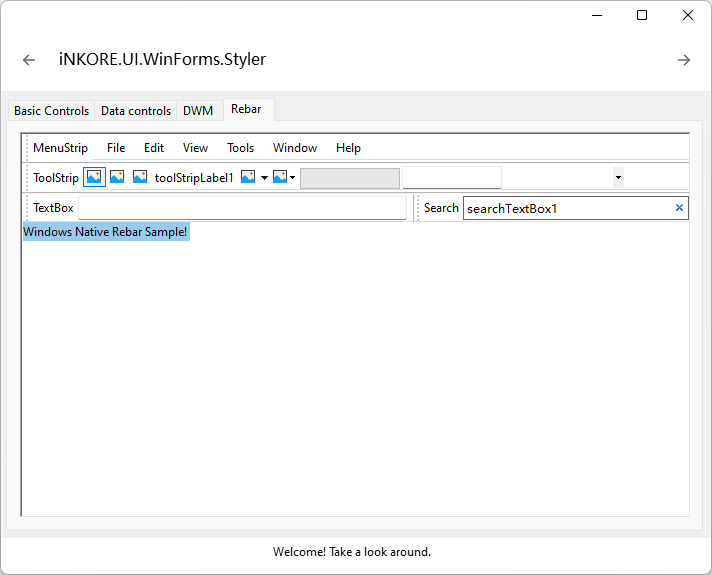 iNKORE.UI.WinForms.Styler
Basic Controls Data controls DWM Rebar
MenuStrip File Edit View Tools Window Help
ToolStrip toolStripLabel1
TextBox Search searchTextBox1
Windows Native Rebar Sample!
Welcome! Take a look around.